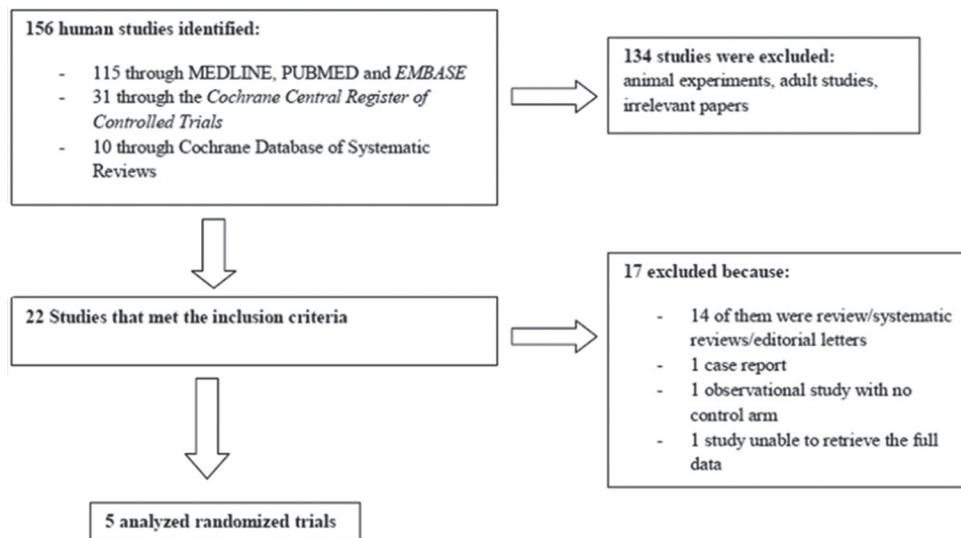 156 human studies identified:
- 115 through MEDLINE, PUBMED and EMBASE
- 31 through the Cochrane Central Register of
Controlled Trials
- 10 through Cochrane Database of Systematic
Reviews
134 studies were excluded:
animal experiments, adult studies,
irrelevant papers
22 Studies that met the inclusion criteria
17 excluded because:
- 14 of them were review/systematic
reviews/editorial letters
- 1 case report
- 1 observational study with no
control arm
- 1 study unable to retrieve the full
data
5 analyzed randomized trials